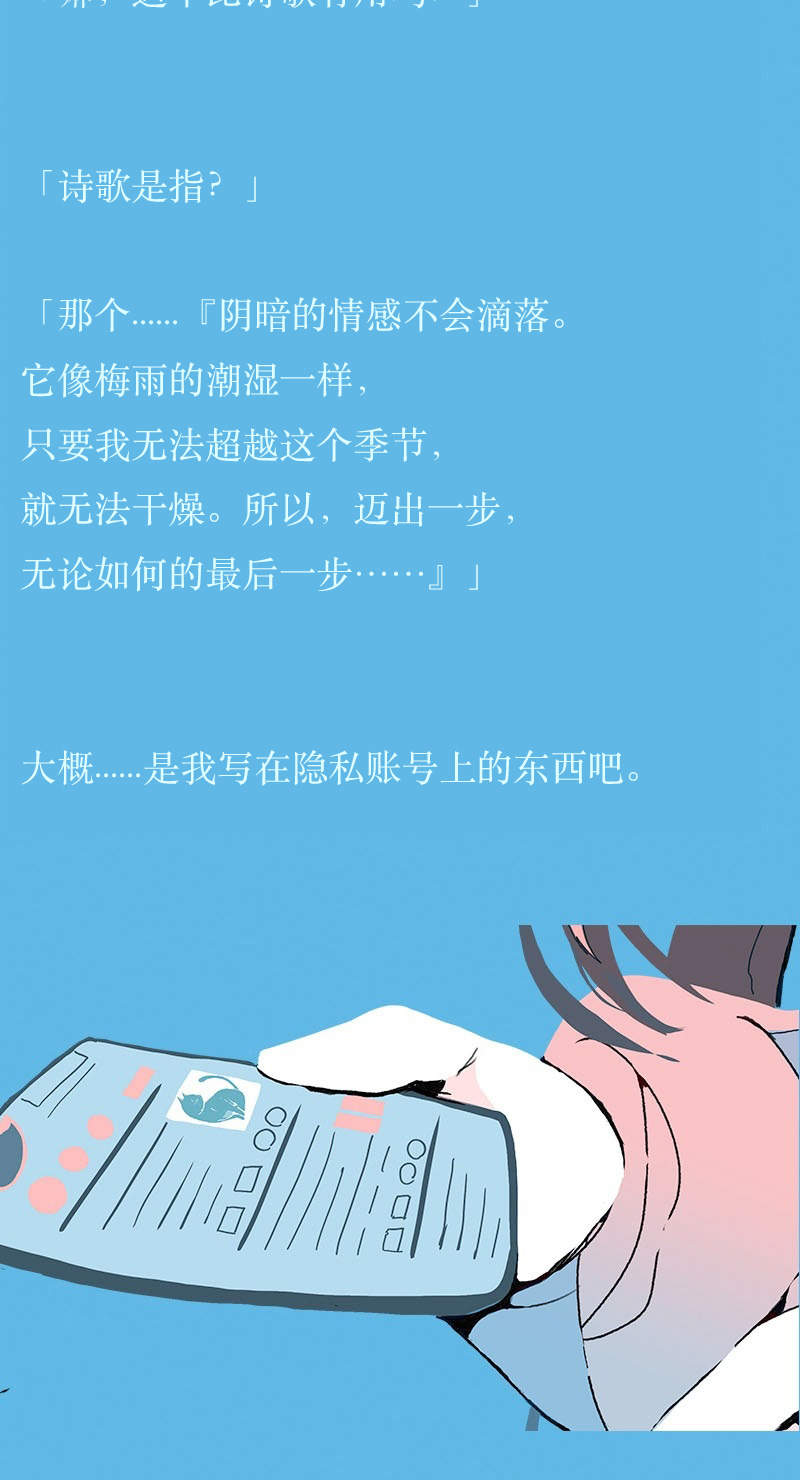 「诗歌是指？」
「那个......『阴暗的情感不会滴落。
它像梅雨的潮湿一样，
只要我无法超越这个季节，
就无法干燥。所以，迈出一步，
无论如何的最后一步……』」
大概......是我写在隐私账号上的东西吧。